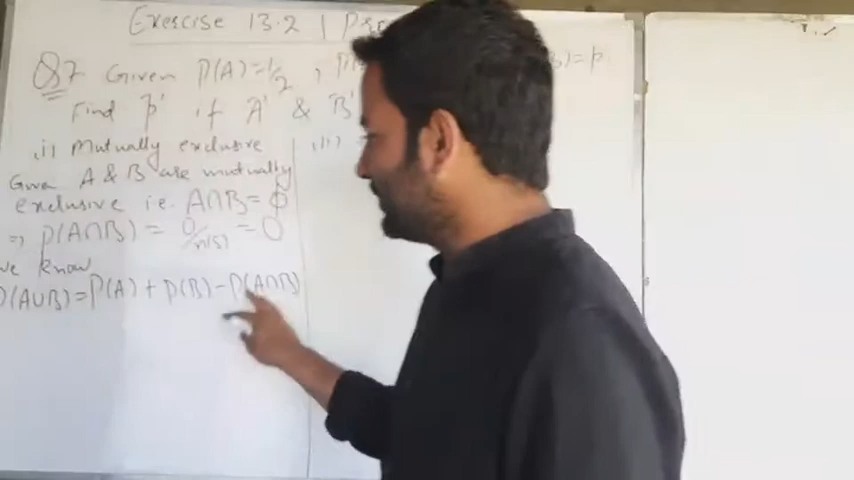 Exercise 13.2 |
Q7 Given P(A)=1/2 , )=p
Find 'p' if 'A' & 'B'
(i) Mutually exclusive (ii)
Given A & B are mutually
exclusive i.e. A∩B=ϕ
⇒ P(A∩B) = 0/n(S) = 0
we know
P(A∪B)=P(A)+P(B)-P(A∩B)